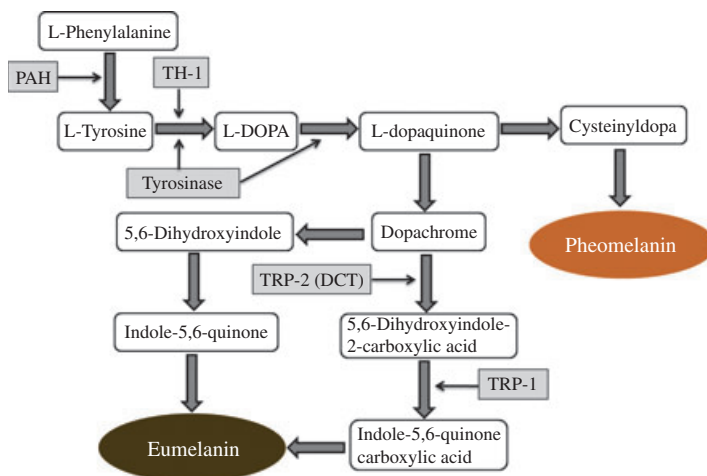 L-Phenylalanine
PAH
TH-1
L-Tyrosine
L-DOPA
L-dopaquinone
Cysteinyldopa
Tyrosinase
5,6-Dihydroxyindole
Dopachrome
Pheomelanin
TRP-2 (DCT)
Indole-5,6-quinone
5,6-Dihydroxyindole-
2-carboxylic acid
TRP-1
Eumelanin
Indole-5,6-quinone
carboxylic acid